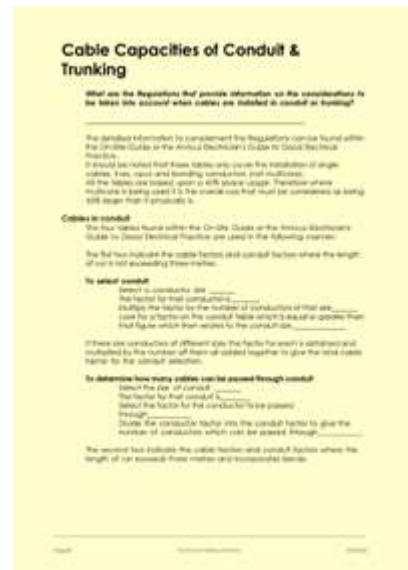 Cable Capacities of Conduit &
Trunking
What are the Regulations that provide information on the considerations to
be taken into account when cables are installed in conduit or trunking?
The detailed information to complement the Regulations can be found within
the On-Site Guide or the Annual Electrician's Guide to Good Electrical
Practice.
It should be noted that these tables only cover the installation of single
cables, lives, and bonding conductors, not multicores.
All the tables are based upon a space usage. Therefore where
multicore is being used it is the overall size that must be considered as being
larger than it physically is.
Cables in conduit
The four tables found within the On-Site Guide or the Annual Electrician's
Guide to Good Electrical Practice are used in the following manner.
The first two indicate the cable factors and conduit factors where the length
of run is not exceeding three metres.
To select conduit
Select a conductor size
The factor for that conductor is
Multiply the factor by the number of conductors of that size
Look for a factor on the conduit table which is equal or greater than
that figure which then relates to the conduit size
If there are conductors of different sizes the factor for each is obtained and
multiplied by the number of them all added together to give the total cable
factor for the conduit selection.
To determine how many cables can be passed through conduit
Select the size of conduit
The factor for that conduit is
Select the factor for the conductor to be passed
through
Divide the conductor factor into the conduit factor to give the
number of conductors which can be passed through
The second two indicate the cable factors and conduit factors where the
length of run exceeds three metres and incorporates bends.